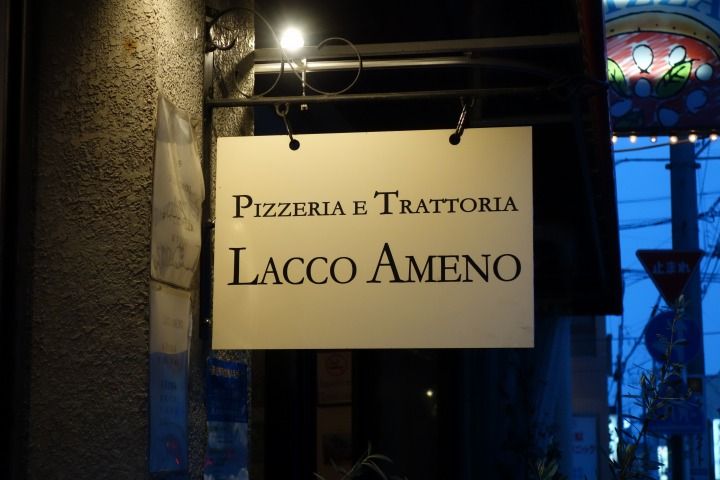 PIZZERIA E TRATTORIA
LACCO AMENO
止まれ